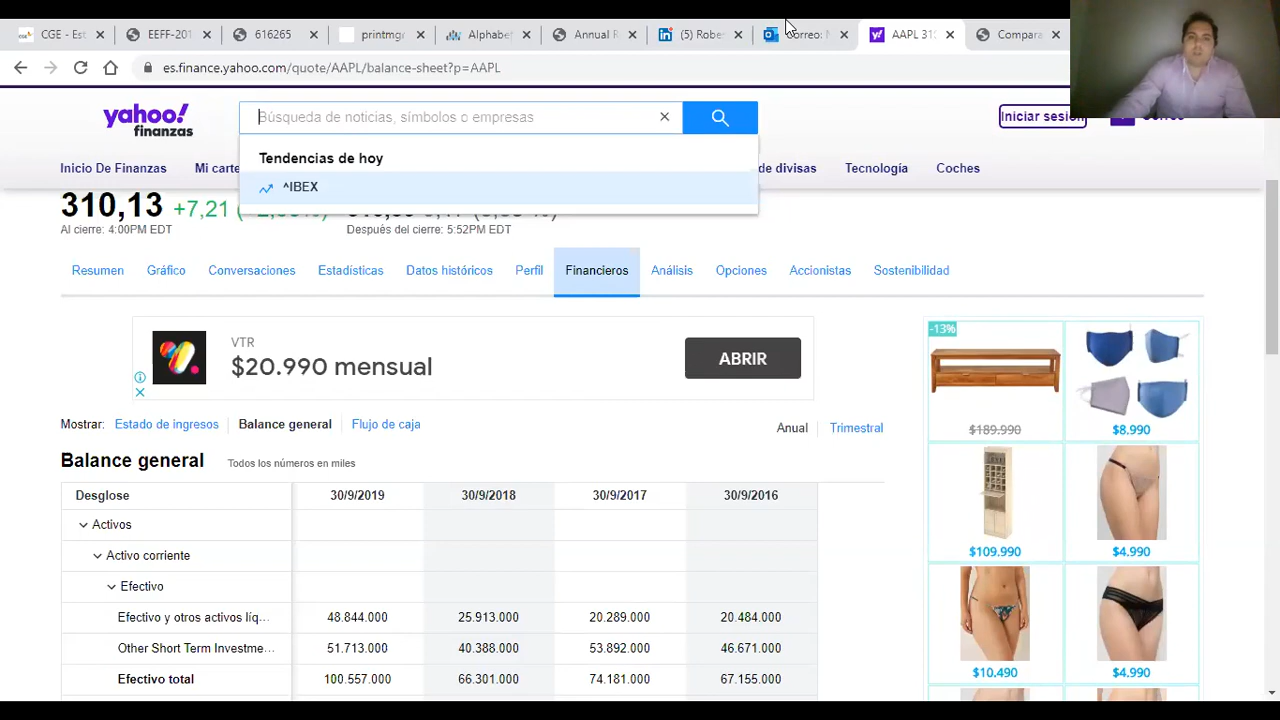 CGE - Est
EEFF-201
616265
printmg
Alphabet
Annual R
(5) Rober
Correo: M
AAPL 31
Compara
es.finance.yahoo.com/quote/AAPL/balance-sheet?p=AAPL
yahoo!
finanzas
Búsqueda de noticias, símbolos o empresas
Iniciar sesión
Tendencias de hoy
^IBEX
Inicio De Finanzas
Mi carte
de divisas
Tecnología
Coches
310,13 +7,21
Al cierre: 4:00PM EDT
Después del cierre: 5:52PM EDT
Resumen
Gráfico
Conversaciones
Estadísticas
Datos históricos
Perfil
Financieros
Análisis
Opciones
Accionistas
Sostenibilidad
VTR
$20.990 mensual
ABRIR
Mostrar: Estado de ingresos Balance general Flujo de caja
Anual Trimestral
Balance general Todos los números en miles
Desglose 30/9/2019 30/9/2018 30/9/2017 30/9/2016
Activos
Activo corriente
Efectivo
Efectivo y otros activos líq... 48.844.000 25.913.000 20.289.000 20.484.000
Other Short Term Investme... 51.713.000 40.388.000 53.892.000 46.671.000
Efectivo total 100.557.000 66.301.000 74.181.000 67.155.000
-13%
$189.990
$8.990
$109.990
$4.990
$10.490
$4.990